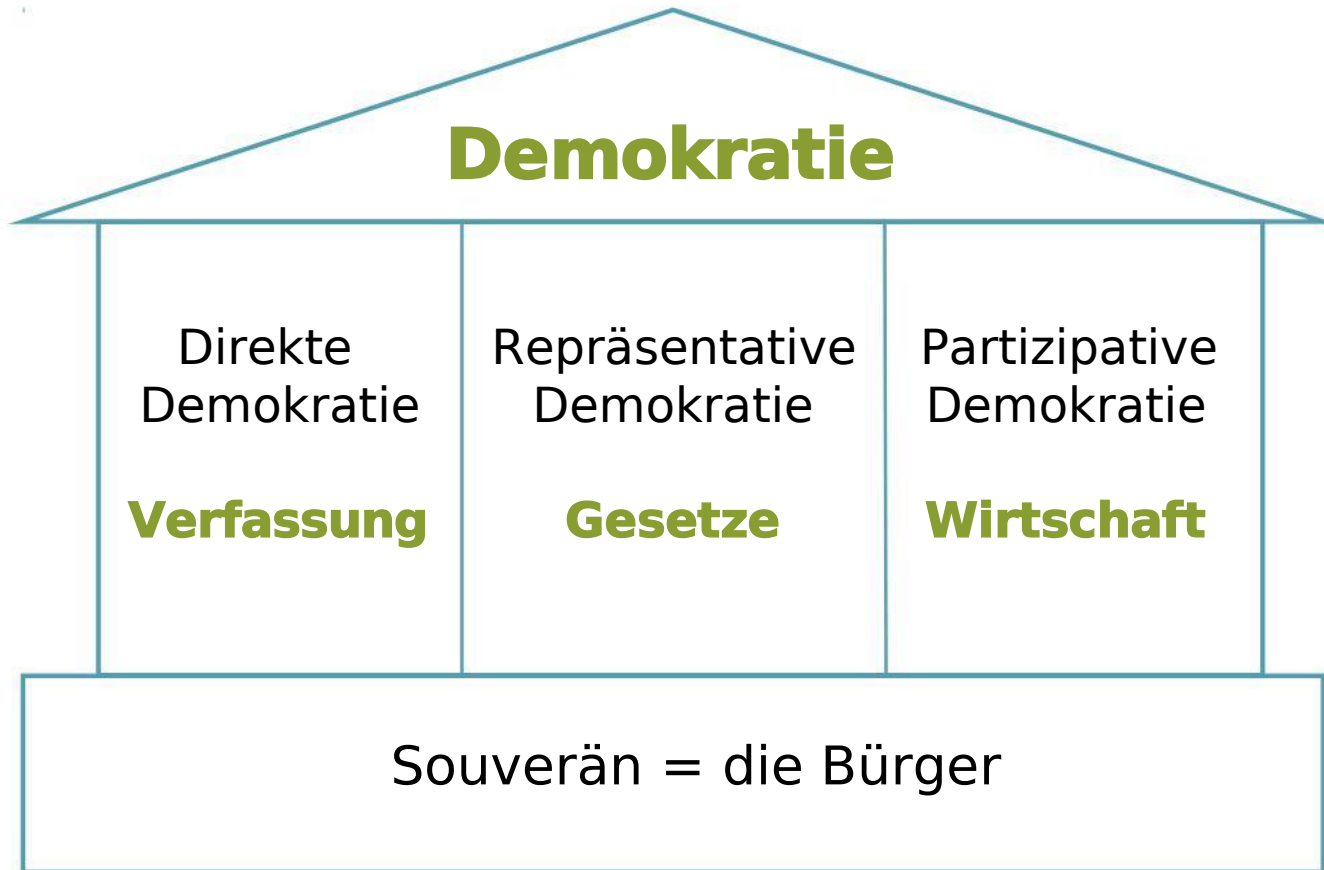 Demokratie
Direkte
Demokratie
Verfassung
Repräsentative
Demokratie
Gesetze
Partizipative
Demokratie
Wirtschaft
Souverän = die Bürger